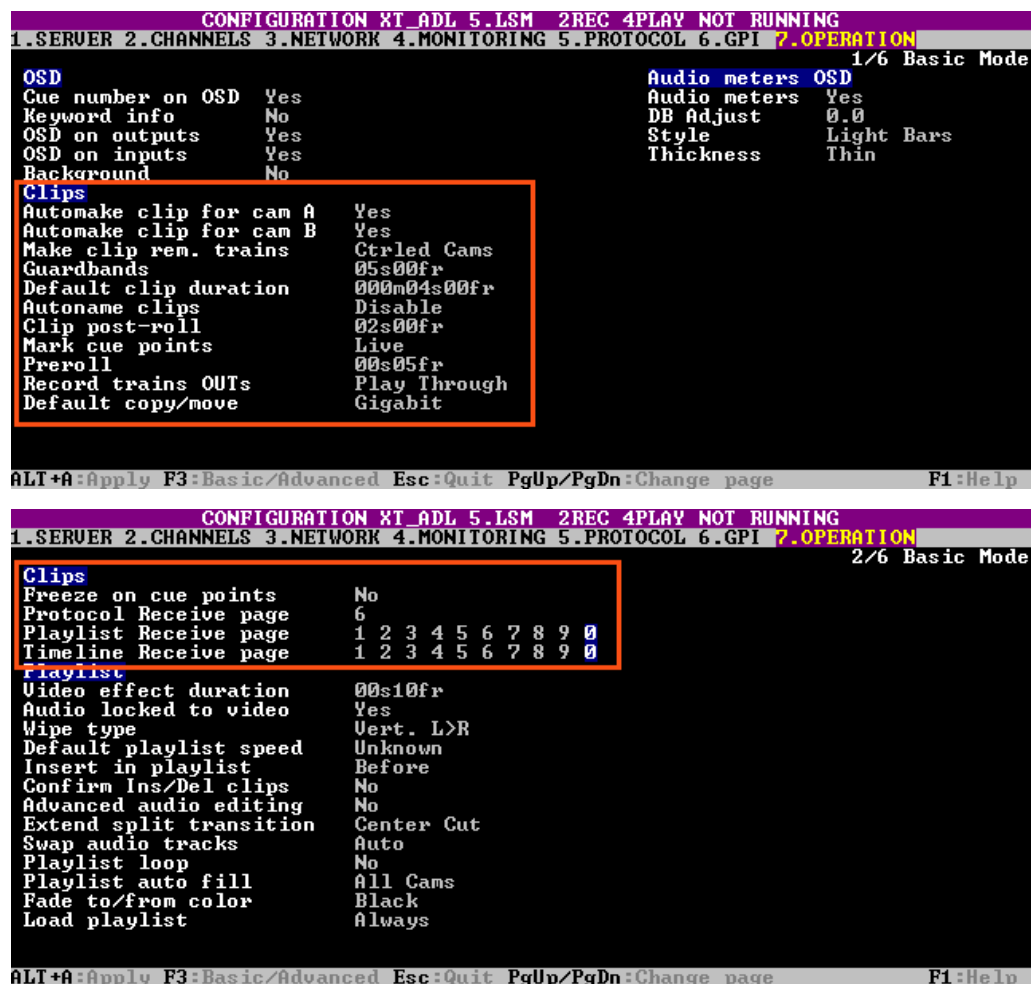 CONFIGURATION XT_ADL 5.LSM 2REC 4PLAY NOT RUNNING
1.SERVER 2.CHANNELS 3.NETWORK 4.MONITORING 5.PROTOCOL 6.GPI 7.OPERATION
1/6 Basic Mode
OSD
Cue number on OSD Yes
Keyword info No
OSD on outputs Yes
OSD on inputs Yes
Background No
Audio meters OSD
Audio meters Yes
DB Adjust 0.0
Style Light Bars
Thickness Thin
Clips
Automake clip for cam A Yes
Automake clip for cam B Yes
Make clip rem. trains Ctrled Cams
Guardbands 05s00fr
Default clip duration 000m04s00fr
Autoname clips Disable
Clip post-roll 02s00fr
Mark cue points Live
Preroll 00s05fr
Record trains OUTs Play Through
Default copy/move Gigabit
ALT+A:Apply F3:Basic/Advanced Esc:Quit PgUp/PgDn:Change page F1:Help
CONFIGURATION XT_ADL 5.LSM 2REC 4PLAY NOT RUNNING
1.SERVER 2.CHANNELS 3.NETWORK 4.MONITORING 5.PROTOCOL 6.GPI 7.OPERATION
2/6 Basic Mode
Clips
Freeze on cue points No
Protocol Receive page 6
Playlist Receive page 1 2 3 4 5 6 7 8 9 0
Timeline Receive page 1 2 3 4 5 6 7 8 9 0
Playlist
Video effect duration 00s10fr
Audio locked to video Yes
Wipe type Vert. L>R
Default playlist speed Unknown
Insert in playlist Before
Confirm Ins/Del clips No
Advanced audio editing No
Extend split transition Center Cut
Swap audio tracks Auto
Playlist loop No
Playlist auto fill All Cams
Fade to/from color Black
Load playlist Always
ALT+A:Apply F3:Basic/Advanced Esc:Quit PgUp/PgDn:Change page F1:Help